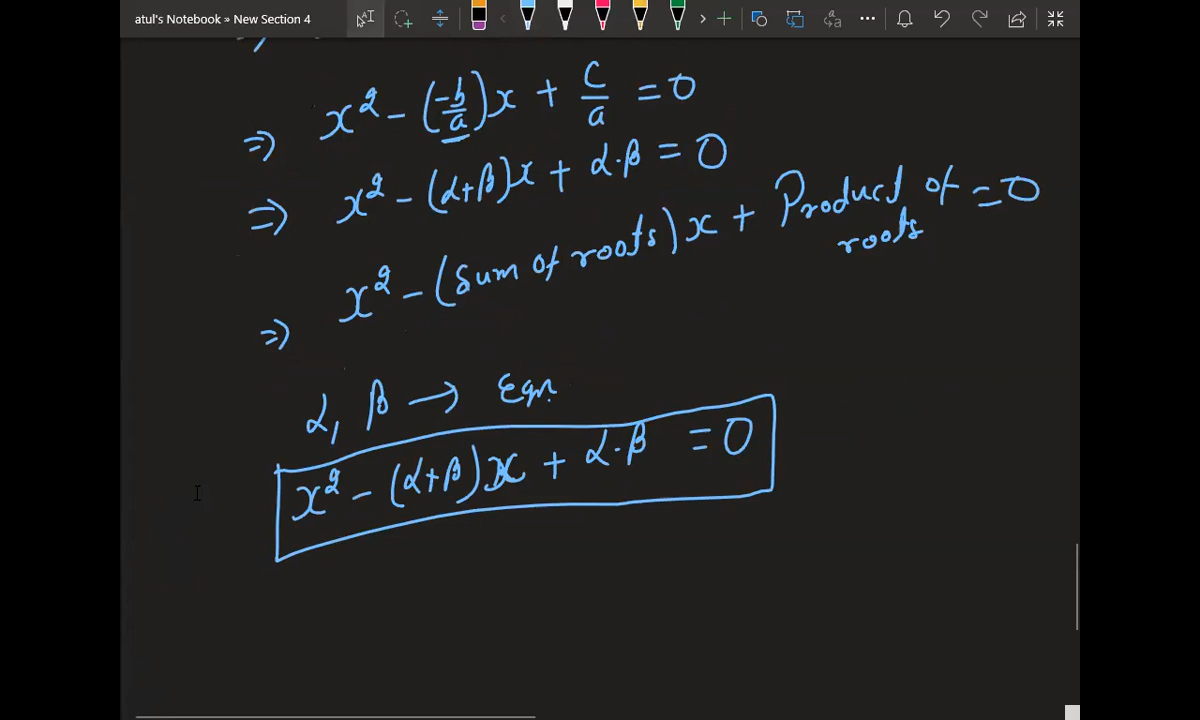 atul's Notebook » New Section 4
⇒ x² - (-b/a)x + c/a = 0
⇒ x² - (α+β)x + α·β = 0
⇒ x² - (Sum of roots)x + Product of roots = 0
α, β → Eqn.
x² - (α+β)x + α·β = 0